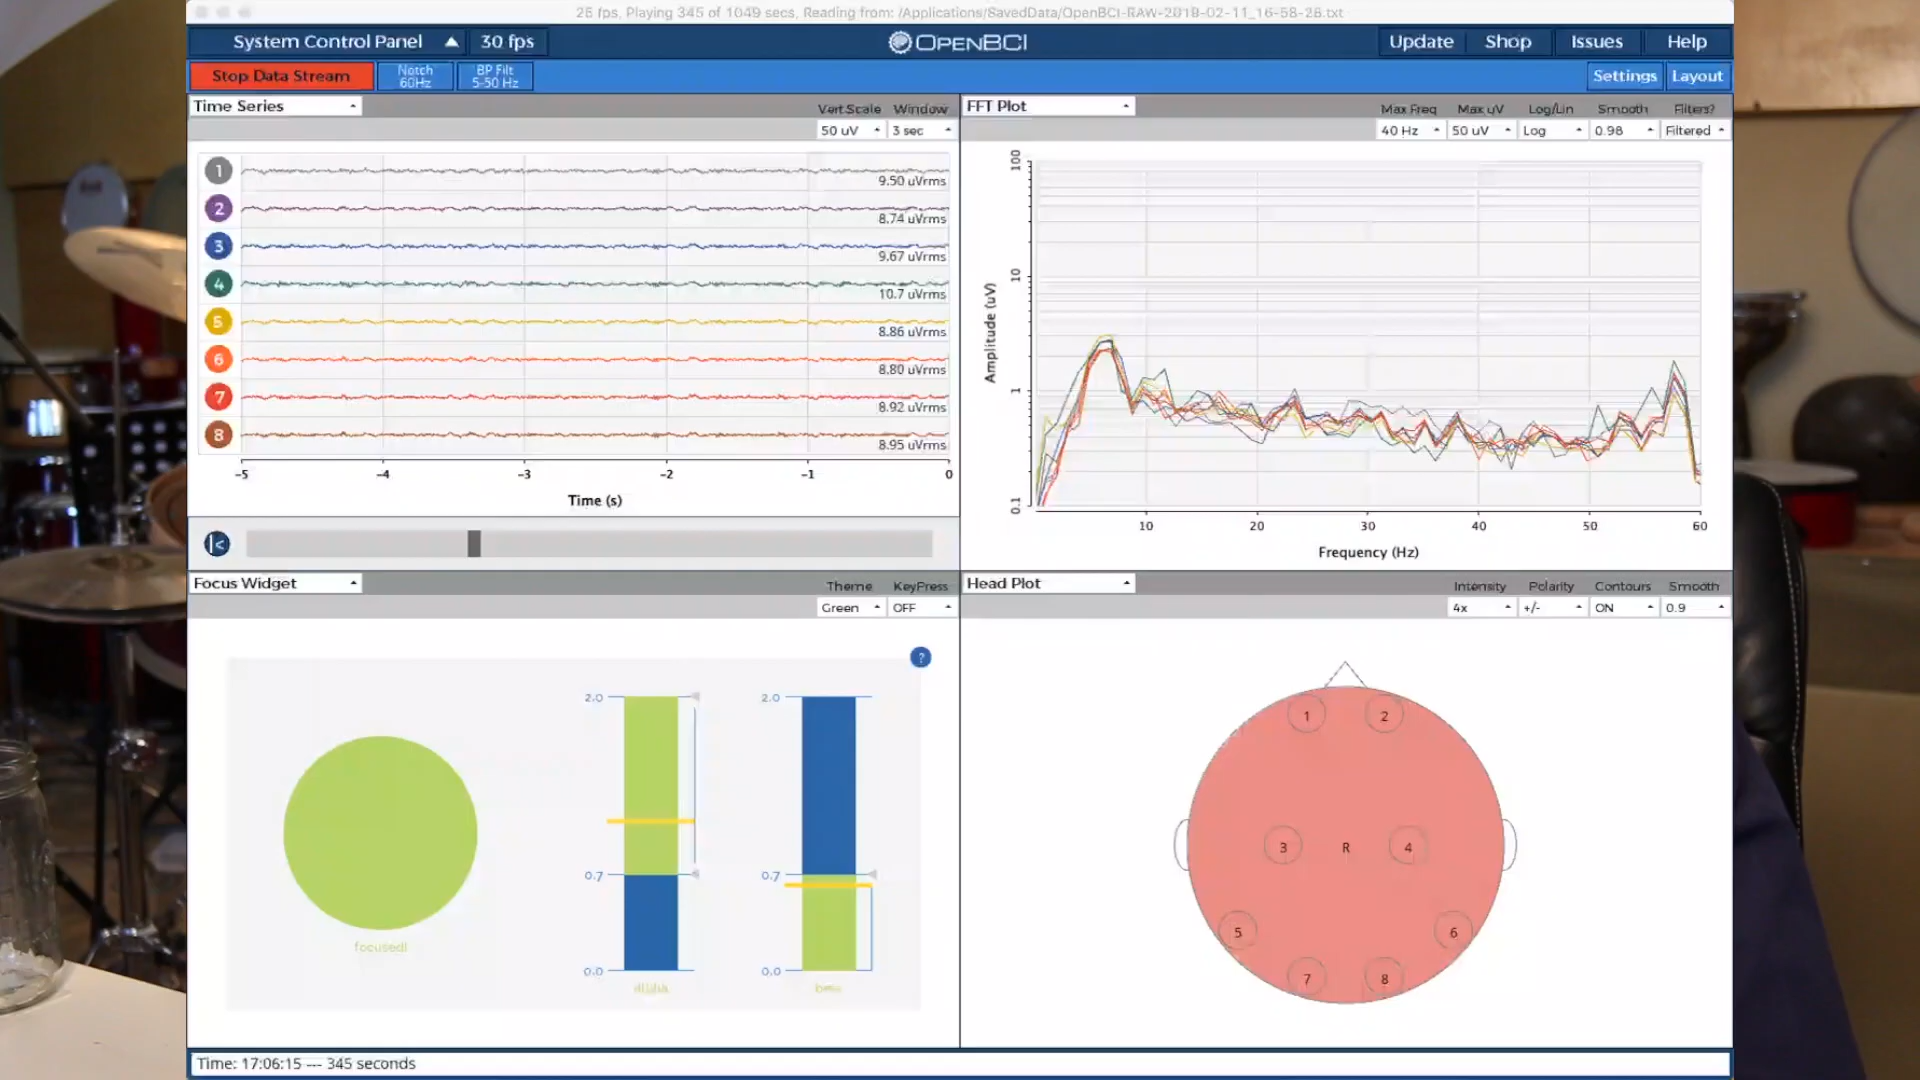 25 fps, Playing 345 of 1049 secs, Reading from: /Applications/SavedData/OpenBCI-RAW-2018-02-11_16-58-28.txt
System Control Panel 30 fps OPENBCI Update Shop Issues Help
Stop Data Stream Notch 60Hz BP Filt 5-50 Hz Settings Layout
Time Series
Vert Scale Window
50 uV 3 sec
1 9.50 uVrms
2 8.74 uVrms
3 9.67 uVrms
4 10.7 uVrms
5 8.86 uVrms
6 8.80 uVrms
7 8.92 uVrms
8 8.95 uVrms
-5 -4 -3 -2 -1 0
Time (s)
FFT Plot
Max Freq Max uV Log/Lin Smooth Filters?
40 Hz 50 uV Log 0.98 Filtered
100
10
1
0.1
Amplitude (uV)
10 20 30 40 50 60
Frequency (Hz)
Focus Widget
Theme KeyPress
Green OFF
?
focused!
2.0
0.7
0.0
alpha
2.0
0.7
0.0
beta
Head Plot
Intensity Polarity Contours Smooth
4x +/- ON 0.9
1 2
3 R 4
5 6
7 8
Time: 17:06:15 --- 345 seconds